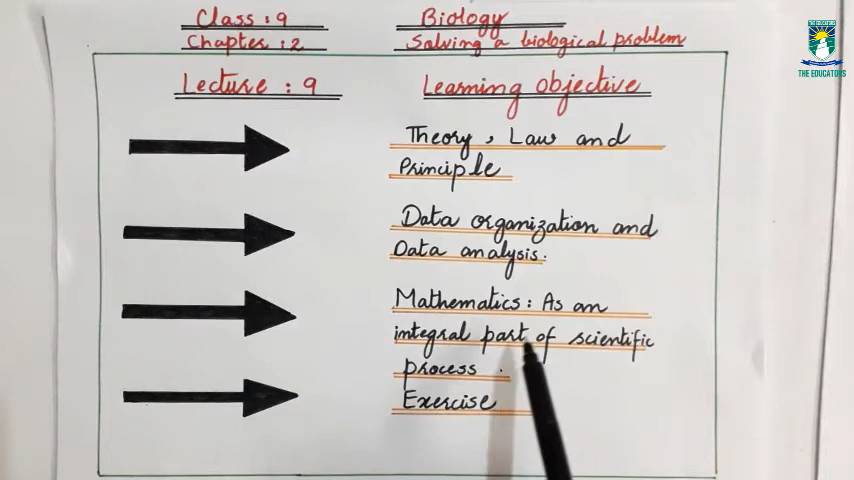 Class : 9 Biology
Chapter : 2 Solving a biological problem
Lecture : 9 Learning objective
Theory, Law and
Principle
Data organization and
Data analysis.
Mathematics : As an
integral part of scientific
process.
Exercise
THE EDUCATORS